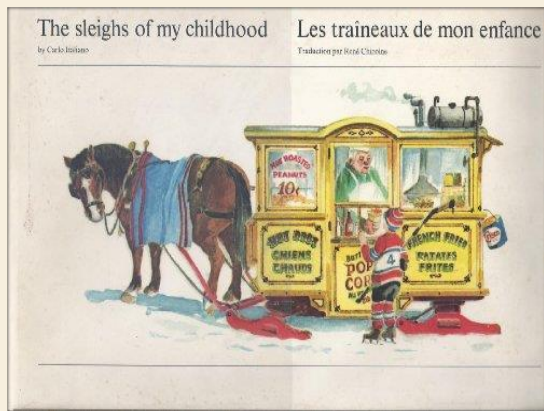 The sleighs of my childhood
by Carlo Italiano
Les traîneaux de mon enfance
Traduction par René Chicoine
HOT ROASTED
PEANUTS
10¢
HOT DOGS
CHIENS
CHAUDS
POP
CORN
FRENCH FRIES
PATATES
FRITES
4